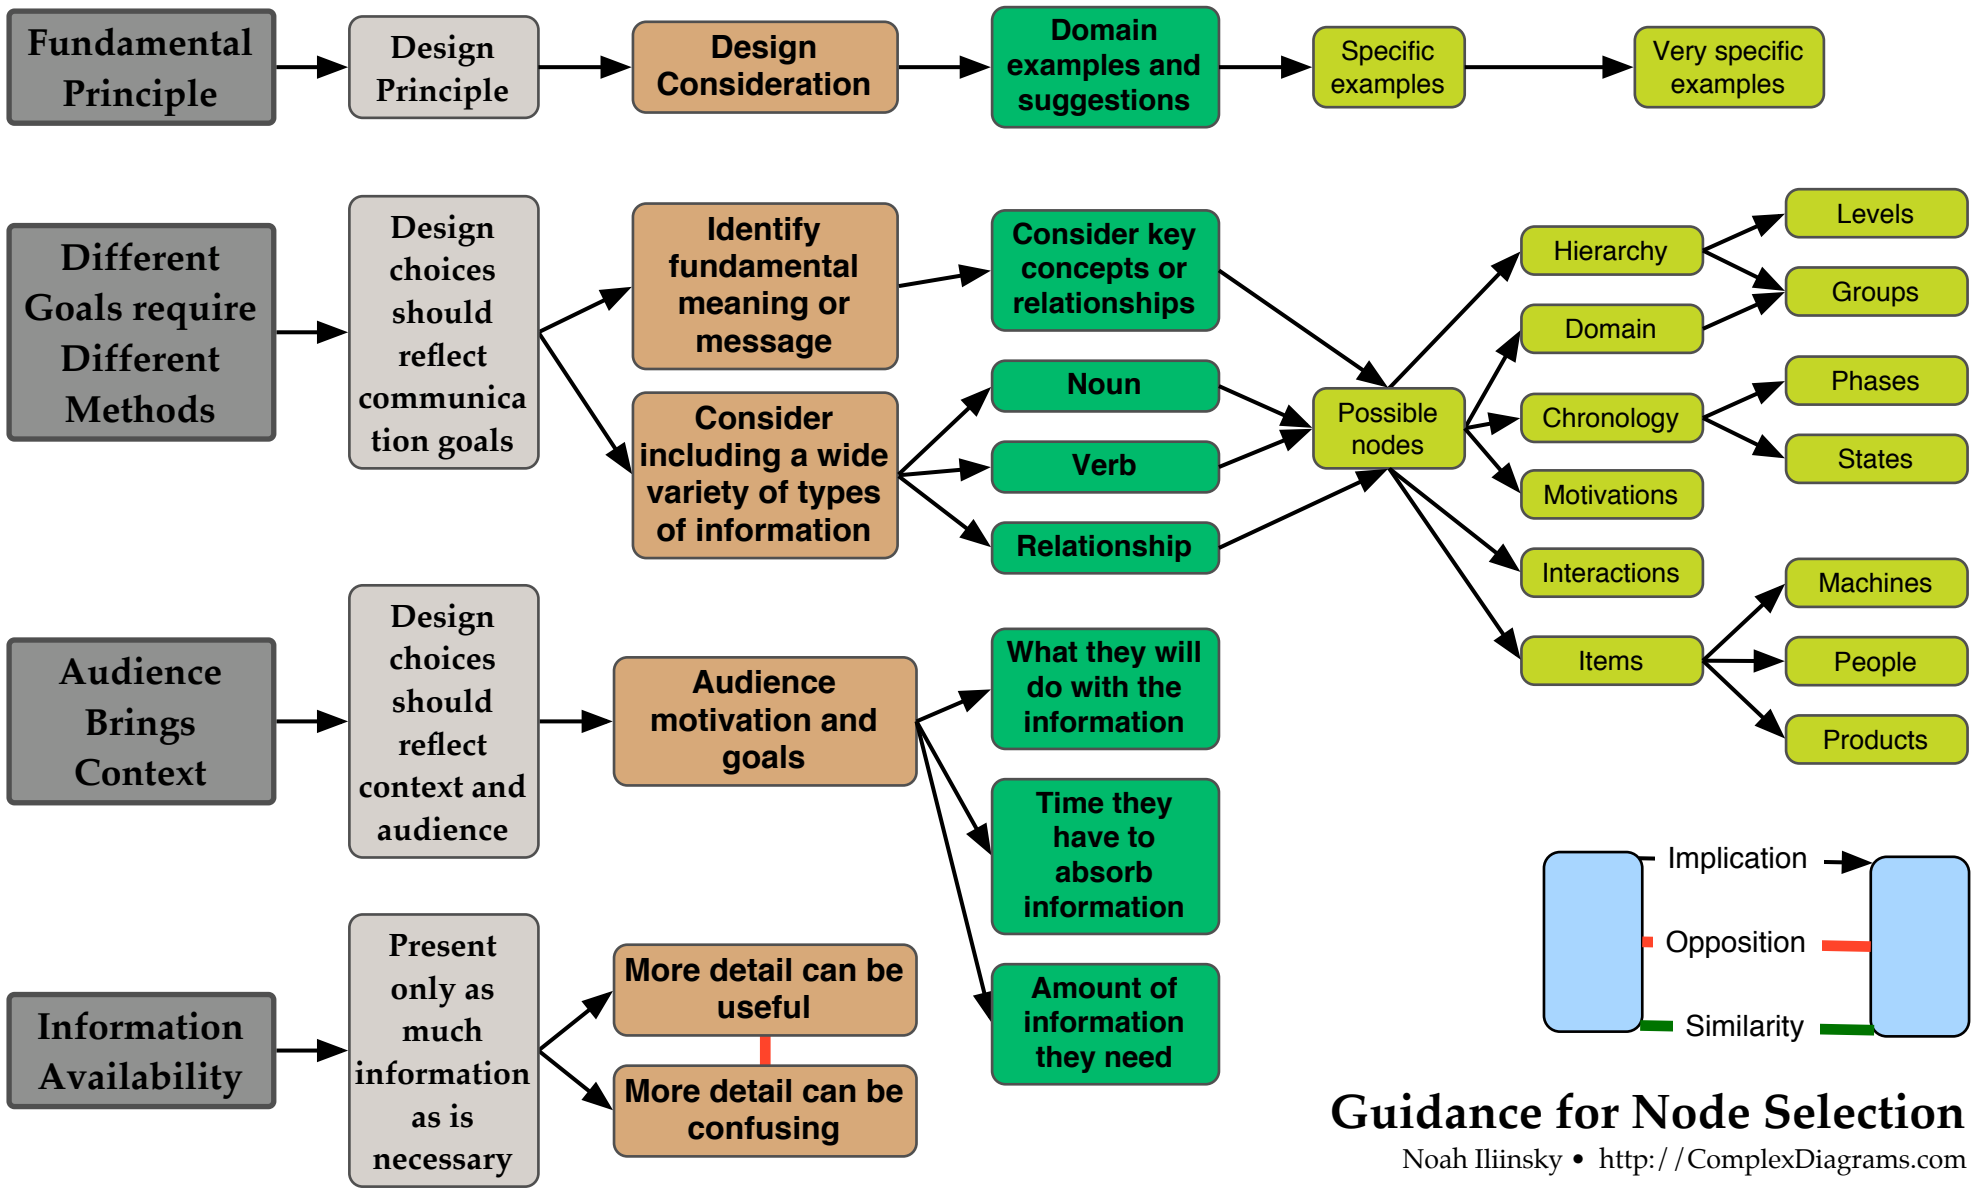 Fundamental
Principle
Design
Principle
Design
Consideration
Domain
examples and
suggestions
Specific
examples
Very specific
examples
Different
Goals require
Different
Methods
Design
choices
should
reflect
communica
tion goals
Identify
fundamental
meaning or
message
Consider
including a wide
variety of types
of information
Consider key
concepts or
relationships
Noun
Verb
Relationship
Possible
nodes
Hierarchy
Domain
Chronology
Motivations
Interactions
Items
Levels
Groups
Phases
States
Machines
People
Products
Audience
Brings
Context
Design
choices
should
reflect
context and
audience
Audience
motivation and
goals
What they will
do with the
information
Time they
have to
absorb
information
Amount of
information
they need
Information
Availability
Present
only as
much
information
as is
necessary
More detail can be
useful
More detail can be
confusing
Implication
Opposition
Similarity
Guidance for Node Selection
Noah Iliinsky • http://ComplexDiagrams.com